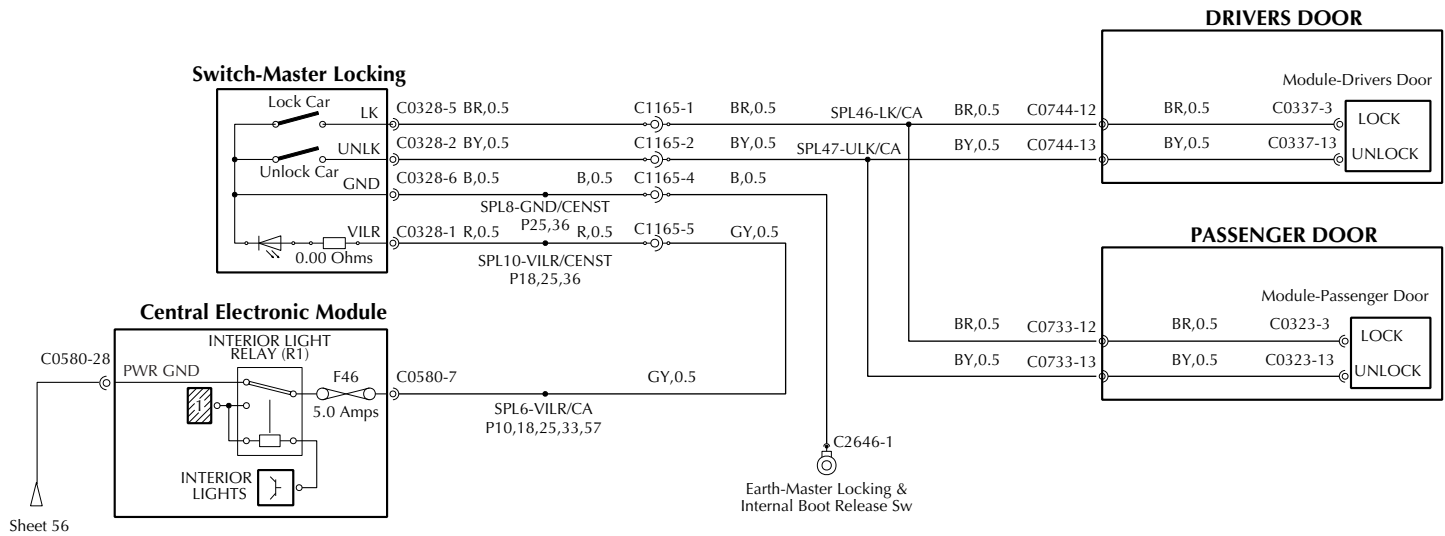 DRIVERS DOOR
Switch-Master Locking
Module-Drivers Door
Lock Car
LK
C0328-5 BR,0.5
C1165-1
BR,0.5
SPL46-LK/CA
BR,0.5
C0744-12
BR,0.5
C0337-3
LOCK
UNLK
C0328-2 BY,0.5
C1165-2
BY,0.5
SPL47-ULK/CA
BY,0.5
C0744-13
BY,0.5
C0337-13
UNLOCK
Unlock Car
GND
C0328-6 B,0.5
B,0.5
C1165-4
B,0.5
SPL8-GND/CENST
P25,36
VILR
C0328-1 R,0.5
R,0.5
C1165-5
GY,0.5
0.00 Ohms
SPL10-VILR/CENST
P18,25,36
PASSENGER DOOR
Module-Passenger Door
BR,0.5
C0733-12
BR,0.5
C0323-3
LOCK
BY,0.5
C0733-13
BY,0.5
C0323-13
UNLOCK
Central Electronic Module
INTERIOR LIGHT
RELAY (R1)
C0580-28
PWR GND
F46
5.0 Amps
C0580-7
GY,0.5
1
SPL6-VILR/CA
P10,18,25,33,57
INTERIOR
LIGHTS
C2646-1
Earth-Master Locking &
Internal Boot Release Sw
Sheet 56